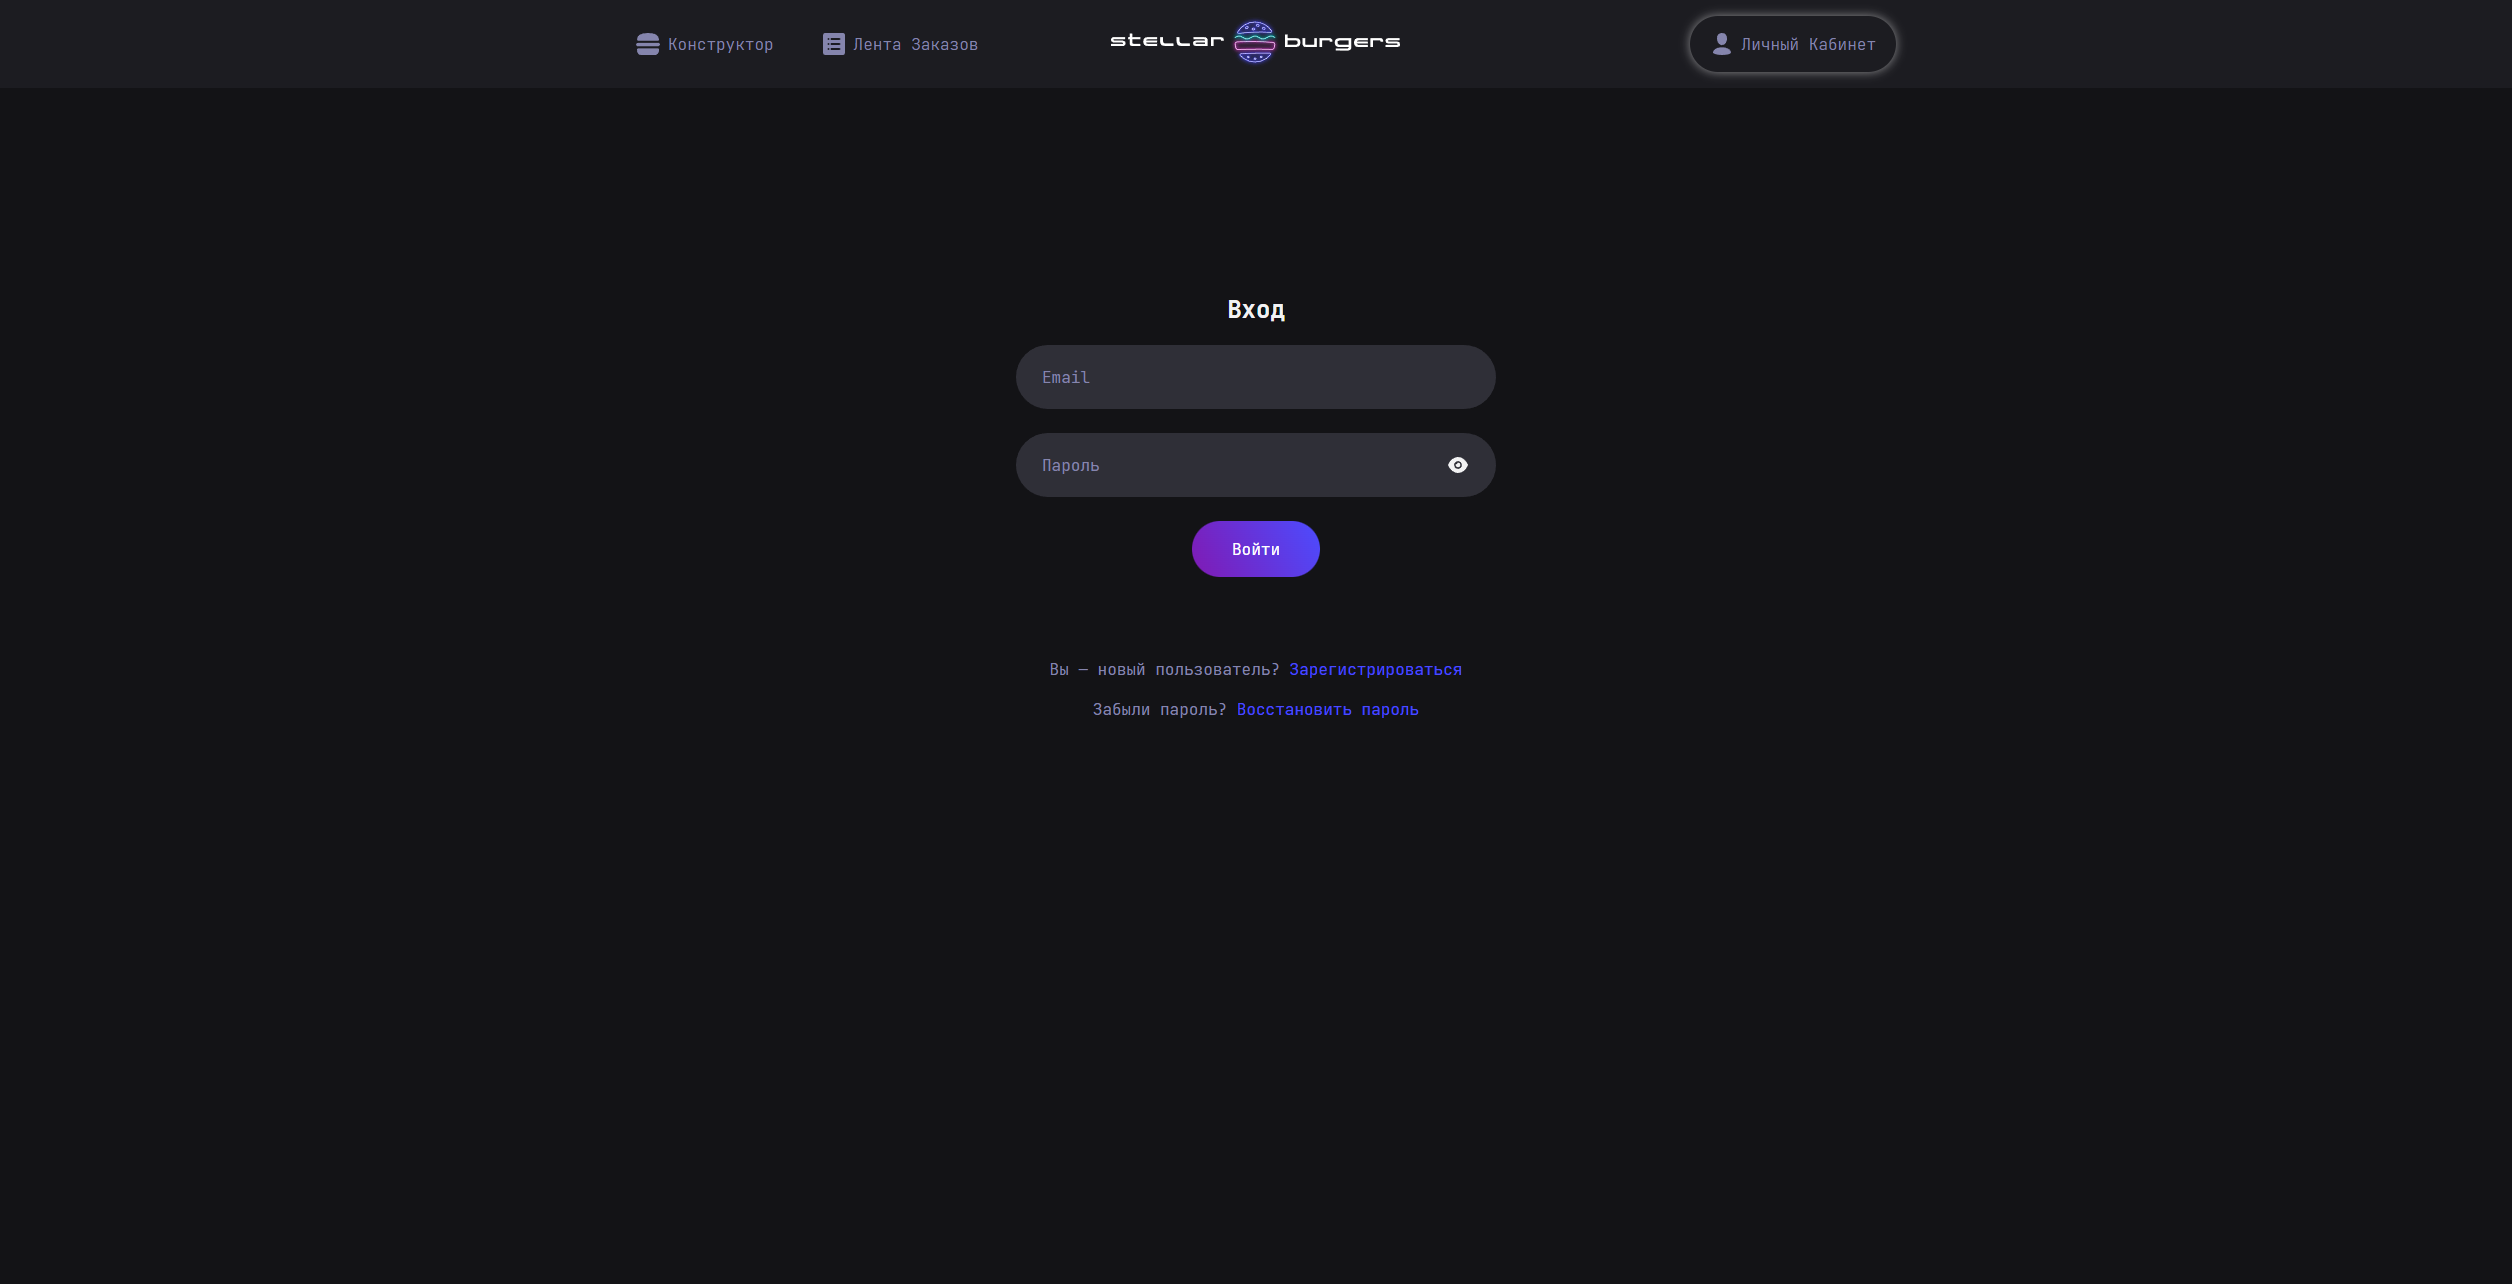 Конструктор
Лента Заказов
stellar burgers
Личный Кабинет
Вход
Email
Пароль
Войти
Вы — новый пользователь? Зарегистрироваться
Забыли пароль? Восстановить пароль